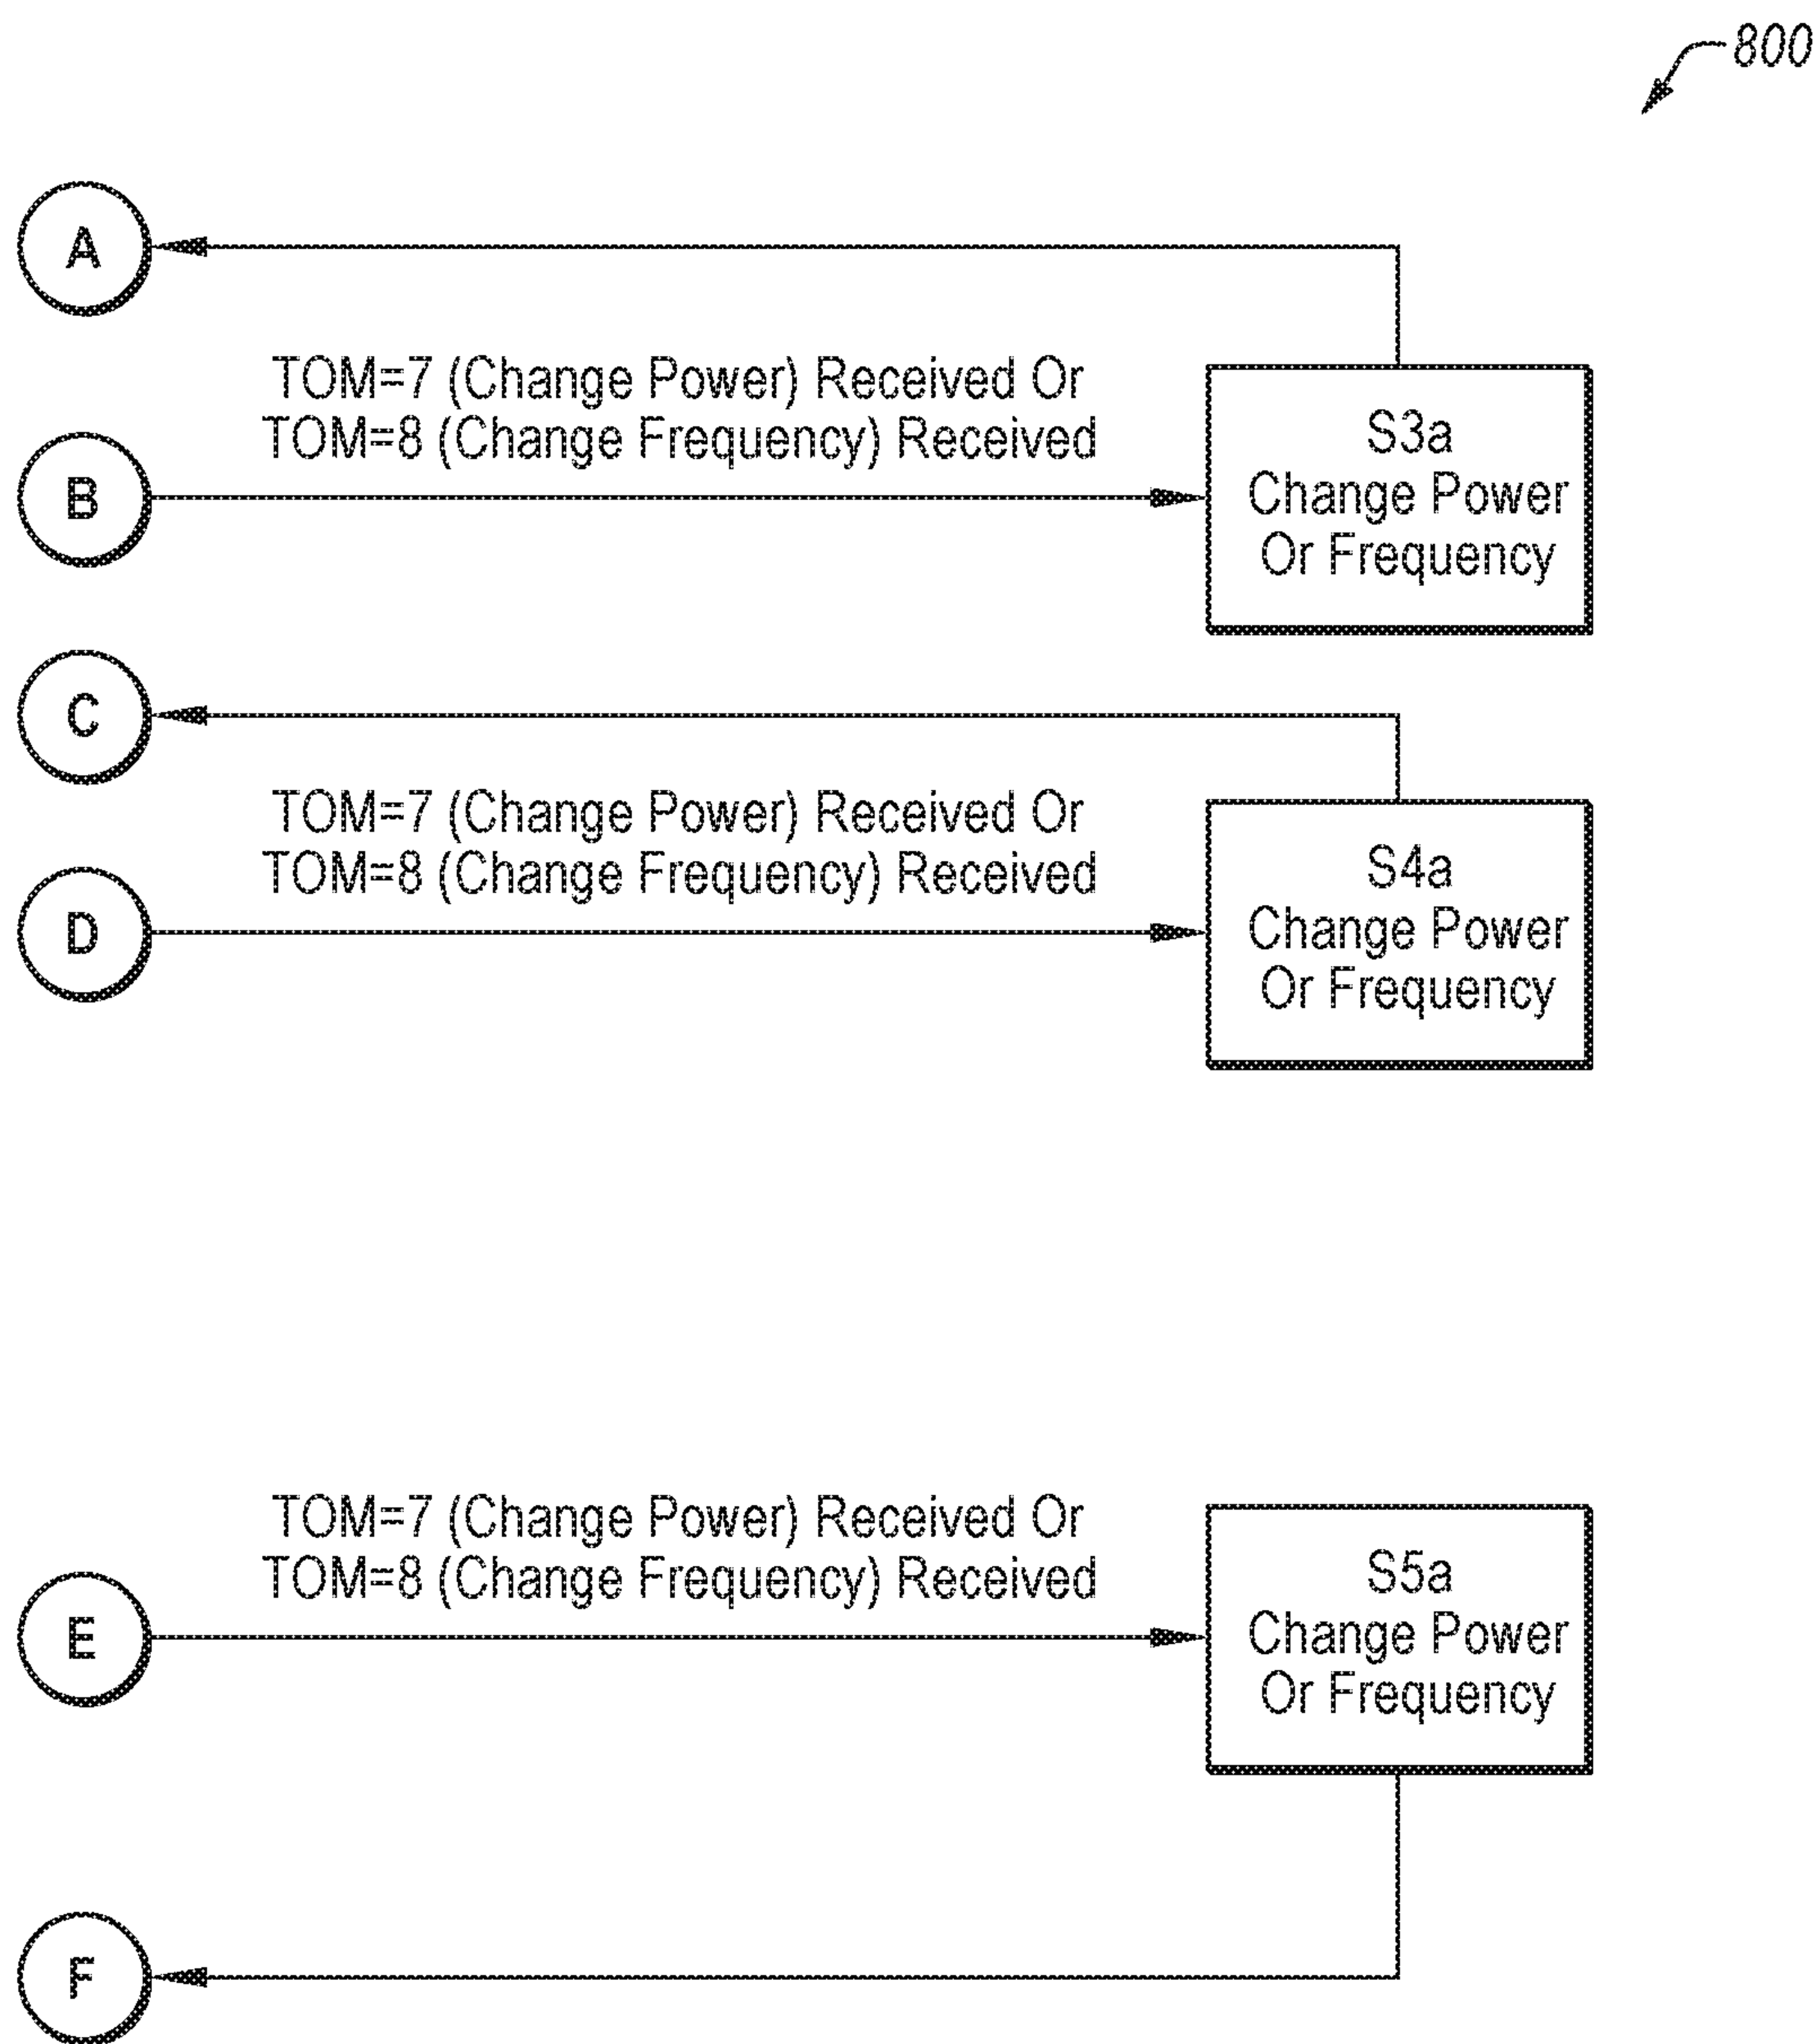 800
A
TOM=7 (Change Power) Received Or
TOM=8 (Change Frequency) Received
B
S3a
Change Power
Or Frequency
C
TOM=7 (Change Power) Received Or
TOM=8 (Change Frequency) Received
D
S4a
Change Power
Or Frequency
TOM=7 (Change Power) Received Or
TOM=8 (Change Frequency) Received
E
S5a
Change Power
Or Frequency
F